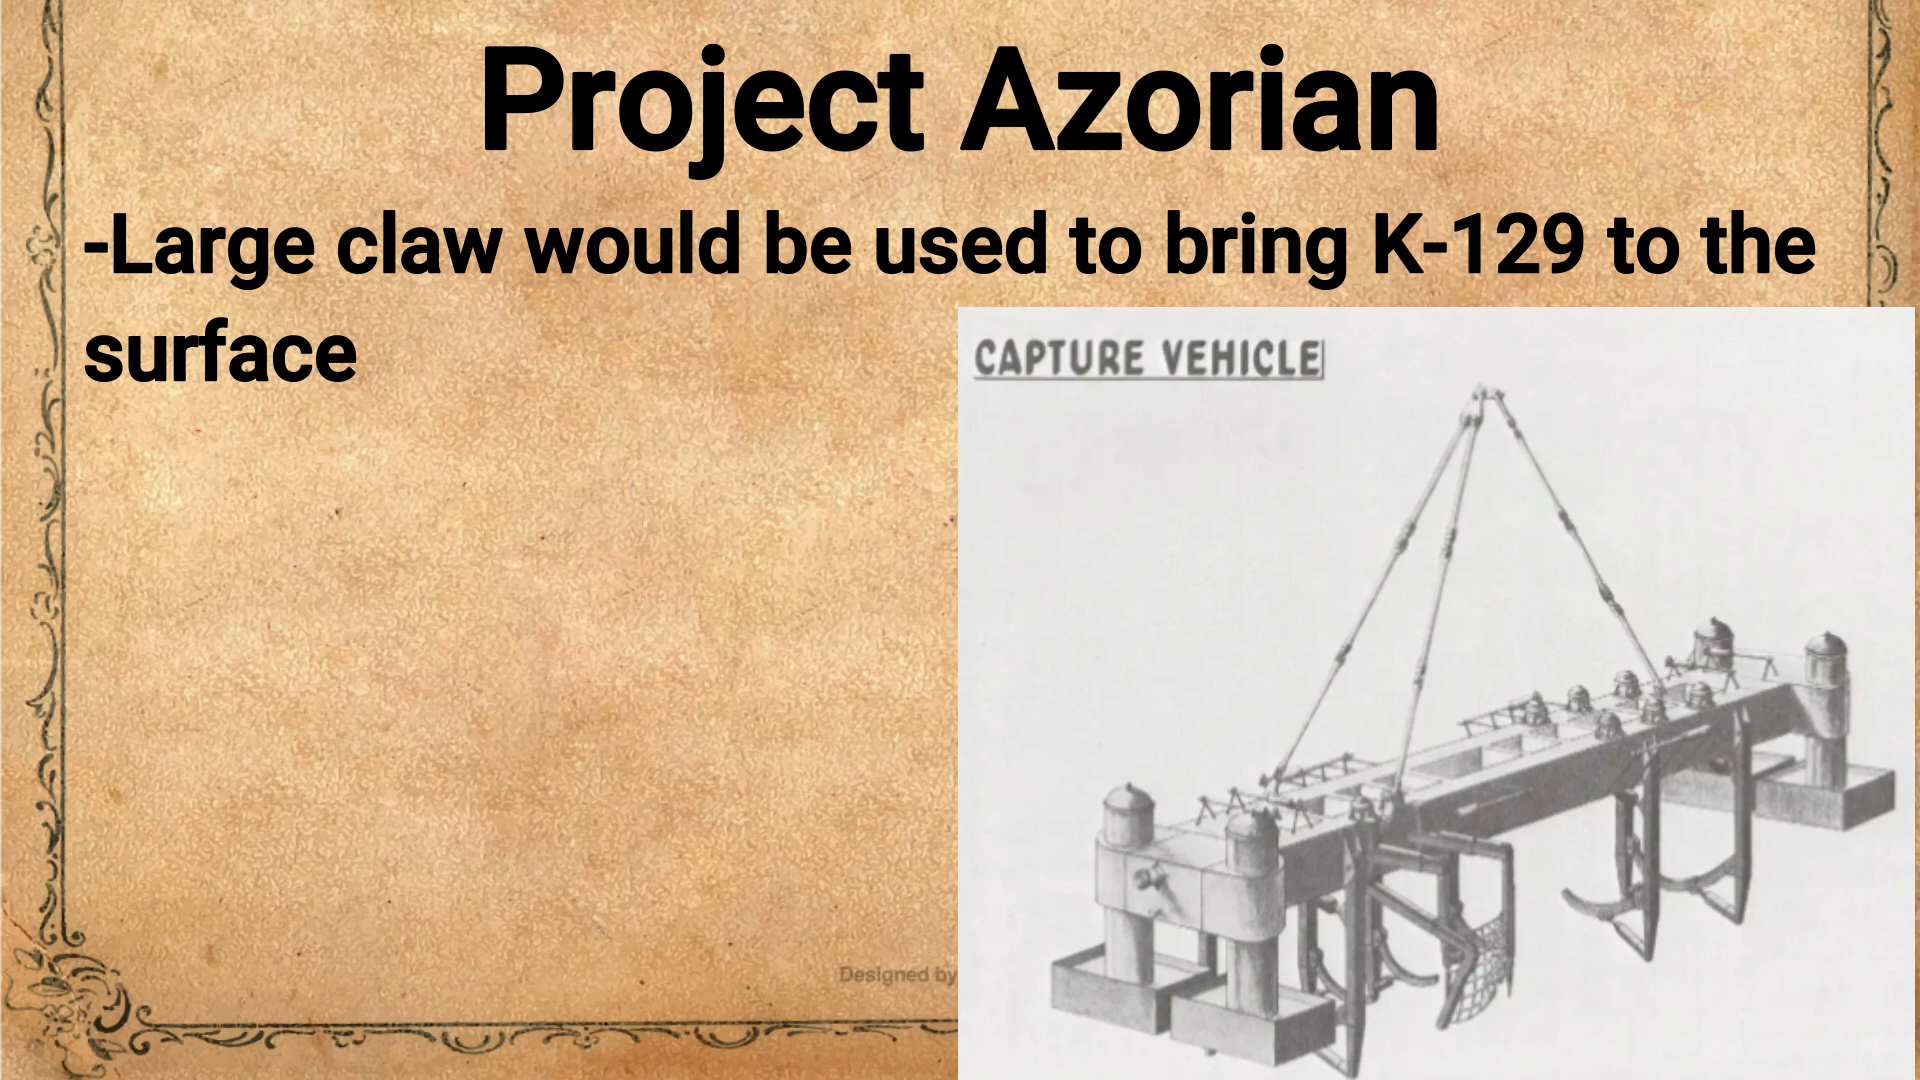 Project Azorian
-Large claw would be used to bring K-129 to the
surface
CAPTURE VEHICLE
Designed by